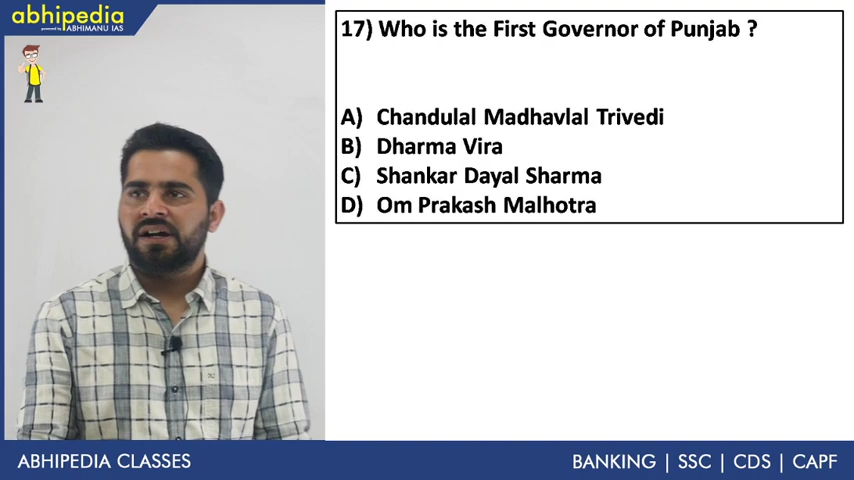 abhipedia
powered by ABHIMANU IAS
17) Who is the First Governor of Punjab ?
A) Chandulal Madhavlal Trivedi
B) Dharma Vira
C) Shankar Dayal Sharma
D) Om Prakash Malhotra
ABHIPEDIA CLASSES
BANKING | SSC | CDS | CAPF